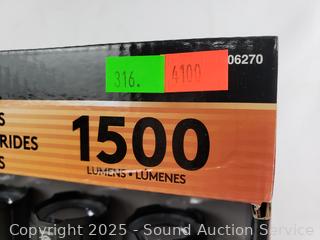 06270
316.
4100
S
RIDES
S
1500
LUMENS • LÚMENES
Copyright 2025 - Sound Auction Service